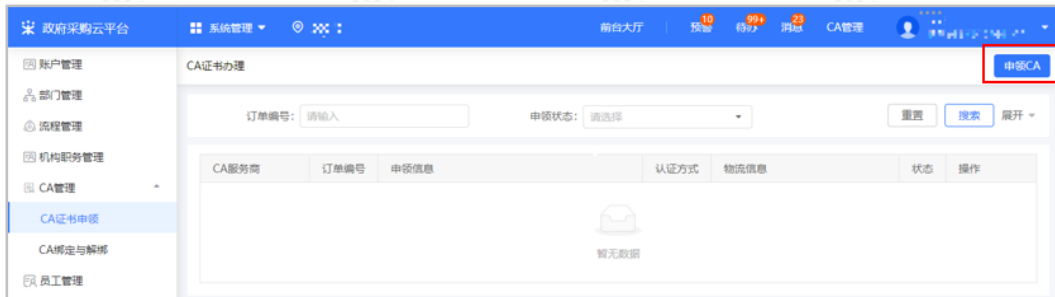 政府采购云平台 系统管理 前台大厅 预警 10 待办 99+ 消息 23 CA管理
账户管理 CA证书办理 申领CA
部门管理
订单编号： 请输入 申领状态： 请选择 重置 搜索 展开
流程管理
机构职务管理
CA服务商 订单编号 申领信息 认证方式 物流信息 状态 操作
CA管理
CA证书申领
CA绑定与解绑
暂无数据
员工管理